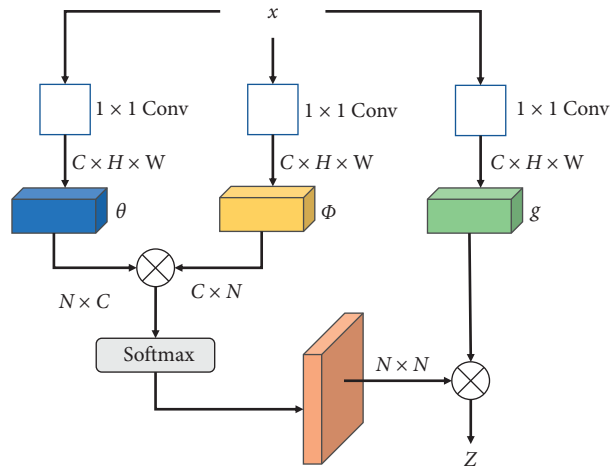 x
1 × 1 Conv
1 × 1 Conv
1 × 1 Conv
C × H × W
C × H × W
C × H × W
θ
Φ
g
N × C
C × N
Softmax
N × N
Z